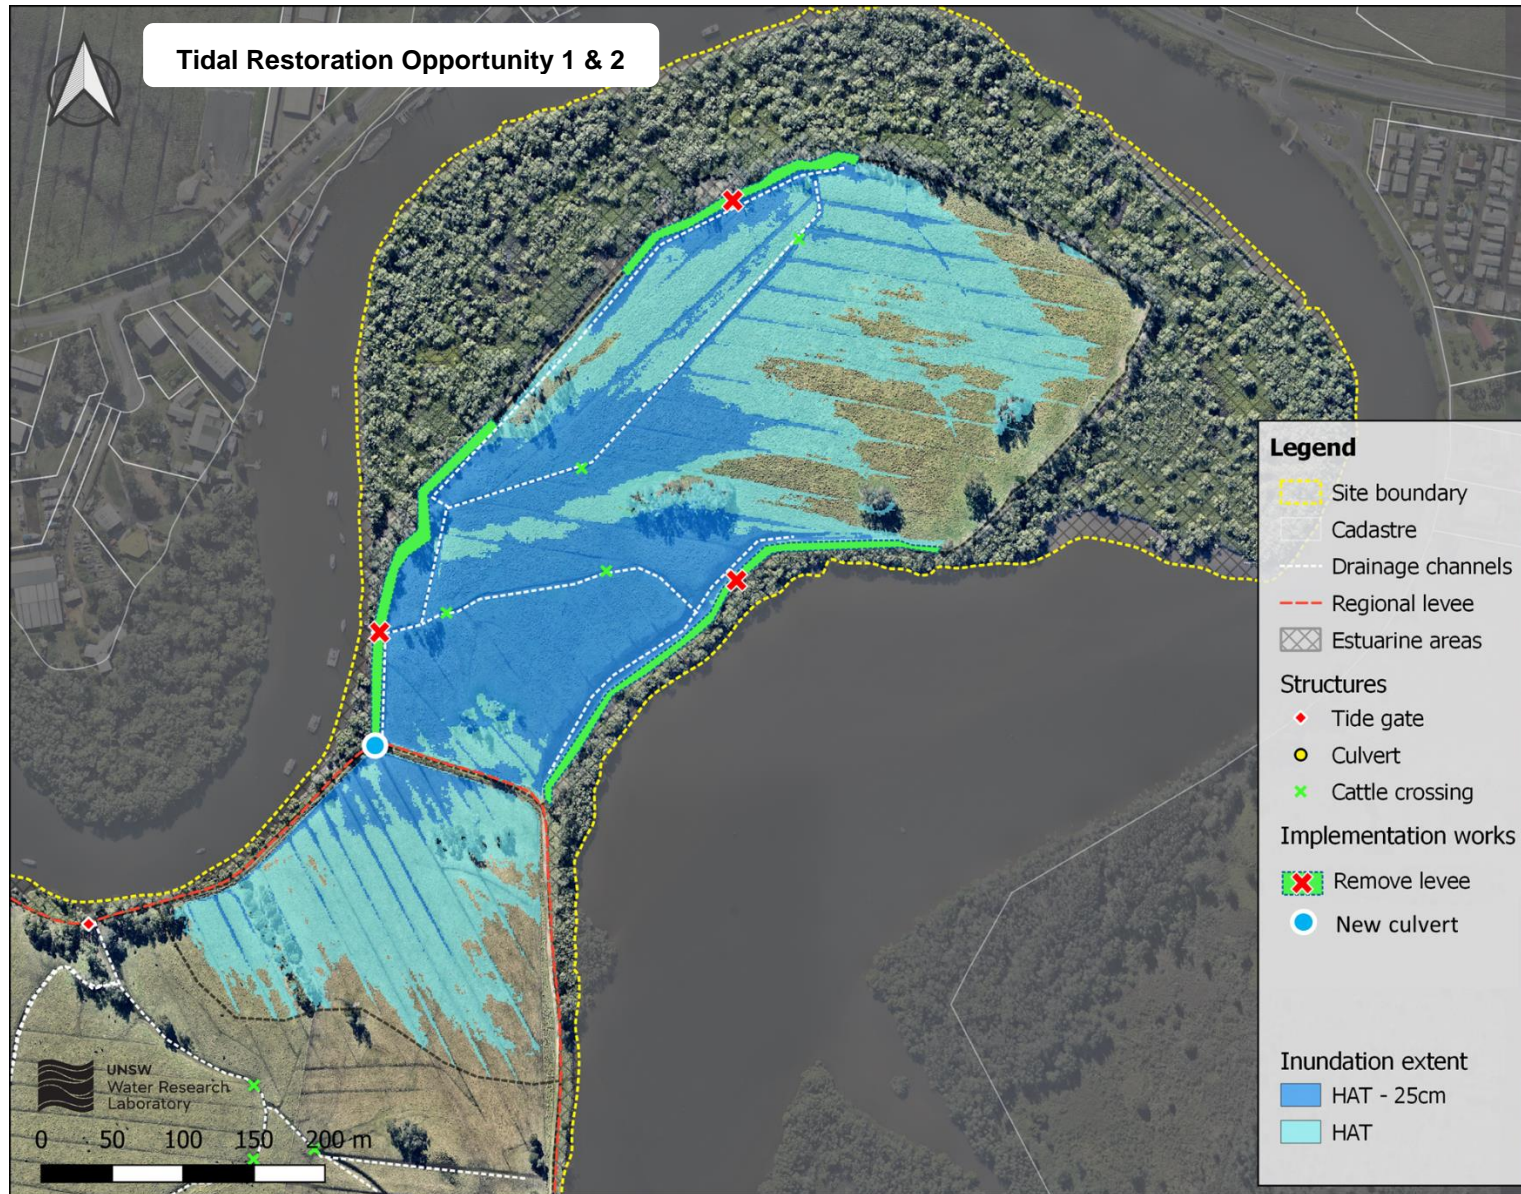 Tidal Restoration Opportunity 1 & 2
Legend
Site boundary
Cadastre
Drainage channels
Regional levee
Estuarine areas
Structures
Tide gate
Culvert
Cattle crossing
Implementation works
Remove levee
New culvert
Inundation extent
HAT - 25cm
HAT
UNSW
Water Research
Laboratory
0 50 100 150 200 m